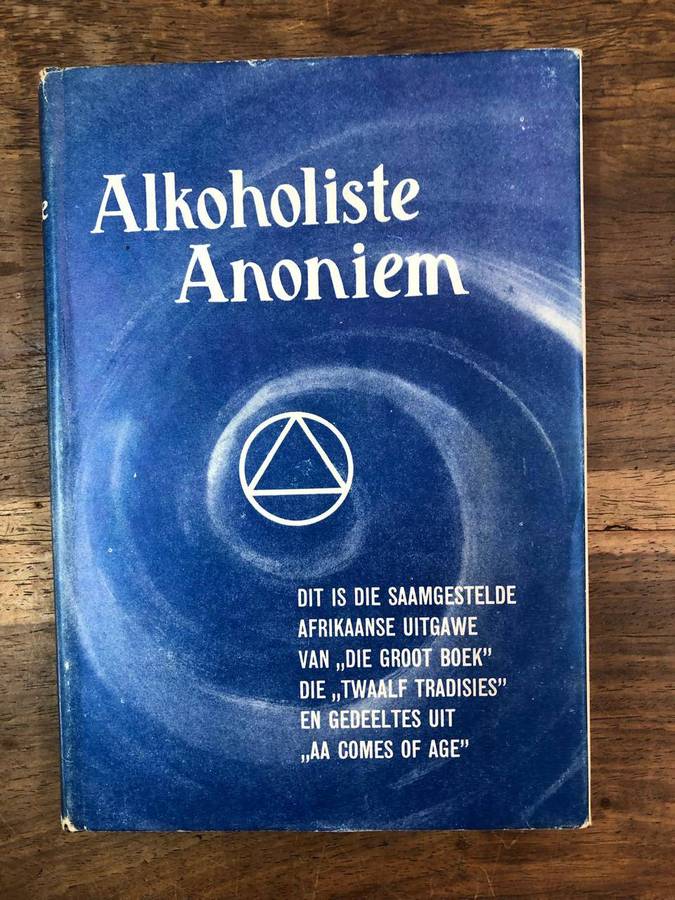 Alkoholiste
Anoniem
DIT IS DIE SAAMGESTELDE
AFRIKAANSE UITGAWE
VAN „DIE GROOT BOEK”
DIE „TWAALF TRADISIES”
EN GEDEELTES UIT
„AA COMES OF AGE”